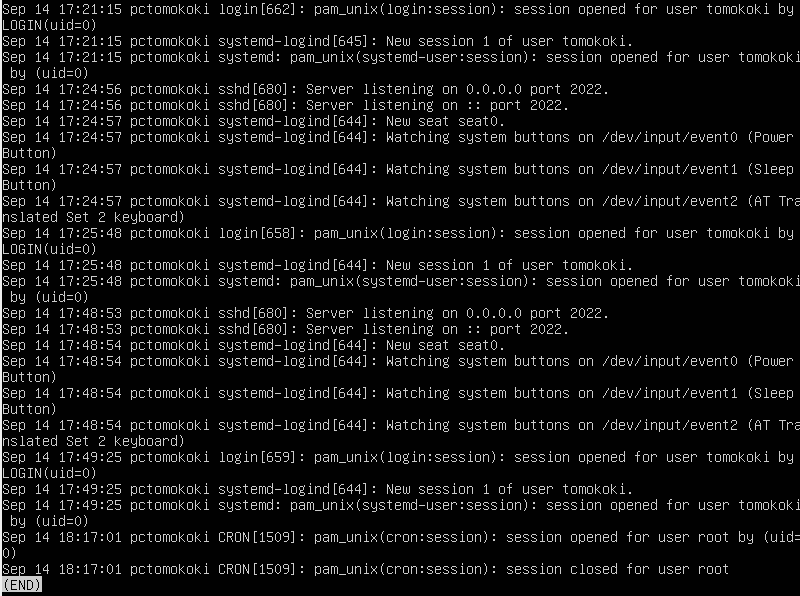 Sep 14 17:21:15 pctomokoki login[662]: pam_unix(login:session): session opened for user tomokoki by
LOGIN(uid=0)
Sep 14 17:21:15 pctomokoki systemd-logind[645]: New session 1 of user tomokoki.
Sep 14 17:21:15 pctomokoki systemd: pam_unix(systemd-user:session): session opened for user tomokoki
 by (uid=0)
Sep 14 17:24:56 pctomokoki sshd[680]: Server listening on 0.0.0.0 port 2022.
Sep 14 17:24:56 pctomokoki sshd[680]: Server listening on :: port 2022.
Sep 14 17:24:57 pctomokoki systemd-logind[644]: New seat seat0.
Sep 14 17:24:57 pctomokoki systemd-logind[644]: Watching system buttons on /dev/input/event0 (Power
Button)
Sep 14 17:24:57 pctomokoki systemd-logind[644]: Watching system buttons on /dev/input/event1 (Sleep
Button)
Sep 14 17:24:57 pctomokoki systemd-logind[644]: Watching system buttons on /dev/input/event2 (AT Tra
nslated Set 2 keyboard)
Sep 14 17:25:48 pctomokoki login[658]: pam_unix(login:session): session opened for user tomokoki by
LOGIN(uid=0)
Sep 14 17:25:48 pctomokoki systemd-logind[644]: New session 1 of user tomokoki.
Sep 14 17:25:48 pctomokoki systemd: pam_unix(systemd-user:session): session opened for user tomokoki
 by (uid=0)
Sep 14 17:48:53 pctomokoki sshd[680]: Server listening on 0.0.0.0 port 2022.
Sep 14 17:48:53 pctomokoki sshd[680]: Server listening on :: port 2022.
Sep 14 17:48:54 pctomokoki systemd-logind[644]: New seat seat0.
Sep 14 17:48:54 pctomokoki systemd-logind[644]: Watching system buttons on /dev/input/event0 (Power
Button)
Sep 14 17:48:54 pctomokoki systemd-logind[644]: Watching system buttons on /dev/input/event1 (Sleep
Button)
Sep 14 17:48:54 pctomokoki systemd-logind[644]: Watching system buttons on /dev/input/event2 (AT Tra
nslated Set 2 keyboard)
Sep 14 17:49:25 pctomokoki login[659]: pam_unix(login:session): session opened for user tomokoki by
LOGIN(uid=0)
Sep 14 17:49:25 pctomokoki systemd-logind[644]: New session 1 of user tomokoki.
Sep 14 17:49:25 pctomokoki systemd: pam_unix(systemd-user:session): session opened for user tomokoki
 by (uid=0)
Sep 14 18:17:01 pctomokoki CRON[1509]: pam_unix(cron:session): session opened for user root by (uid=
0)
Sep 14 18:17:01 pctomokoki CRON[1509]: pam_unix(cron:session): session closed for user root
(END)